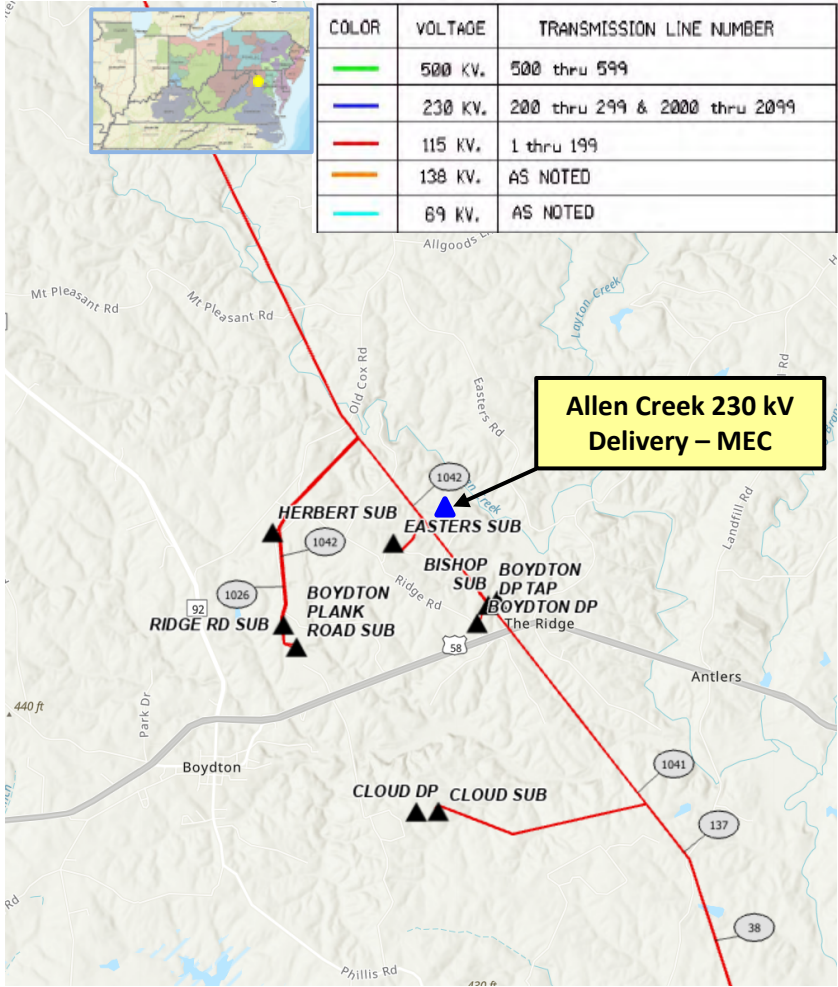 COLOR VOLTAGE TRANSMISSION LINE NUMBER
500 KV. 500 thru 599
230 KV. 200 thru 299 & 2000 thru 2099
115 KV. 1 thru 199
138 KV. AS NOTED
69 KV. AS NOTED
Mt Pleasant Rd
Mt Pleasant Rd
Layton Creek
Old Cox Rd
Easters Rd
Allen Creek 230 kV
Delivery – MEC
1042
HERBERT SUB
EASTERS SUB
1042
Landfill Rd
BISHOP
SUB
BOYDTON
DP TAP
BOYDTON DP
1026
BOYDTON
PLANK
ROAD SUB
Ridge Rd
92
RIDGE RD SUB
The Ridge
58
Antlers
440 ft
Park Dr
Boydton
1041
CLOUD DP
CLOUD SUB
137
38
Rd
Phillis Rd